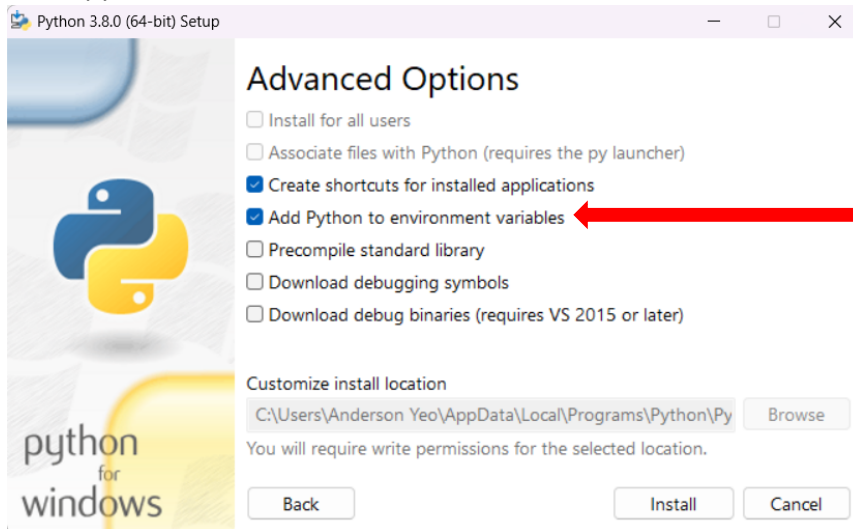 Python 3.8.0 (64-bit) Setup
Advanced Options
Install for all users
Associate files with Python (requires the py launcher)
Create shortcuts for installed applications
Add Python to environment variables
Precompile standard library
Download debugging symbols
Download debug binaries (requires VS 2015 or later)
Customize install location
C:\Users\Anderson Yeo\AppData\Local\Programs\Python\Py
Browse
You will require write permissions for the selected location.
python
for
windows
Back
Install
Cancel